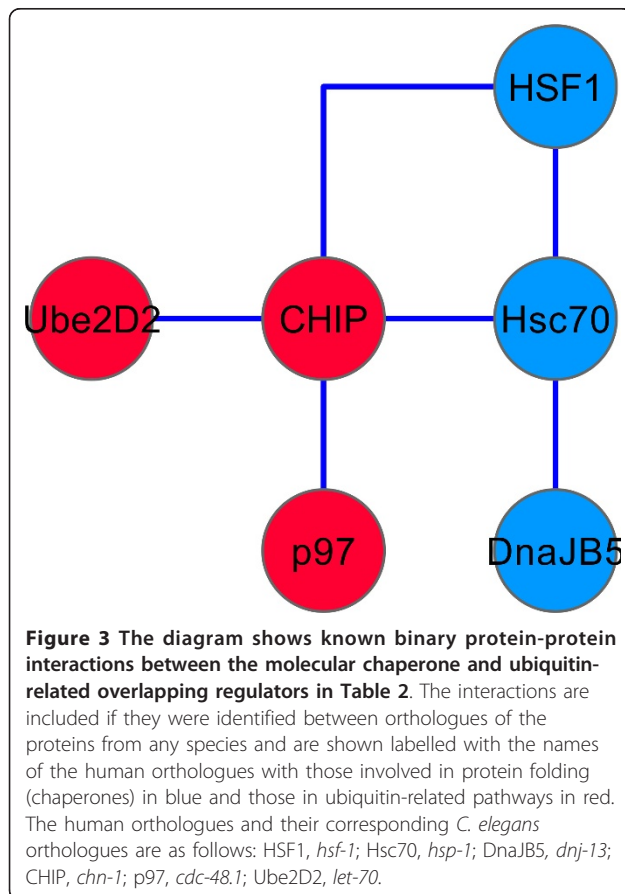 HSF1
Ube2D2
CHIP
Hsc70
p97
DnaJB5
Figure 3 The diagram shows known binary protein-protein
interactions between the molecular chaperone and ubiquitin-
related overlapping regulators in Table 2. The interactions are
included if they were identified between orthologues of the
proteins from any species and are shown labelled with the names
of the human orthologues with those involved in protein folding
(chaperones) in blue and those in ubiquitin-related pathways in red.
The human orthologues and their corresponding C. elegans
orthologues are as follows: HSF1, hsf-1; Hsc70, hsp-1; DnaJB5, dnj-13;
CHIP, chn-1; p97, cdc-48.1; Ube2D2, let-70.